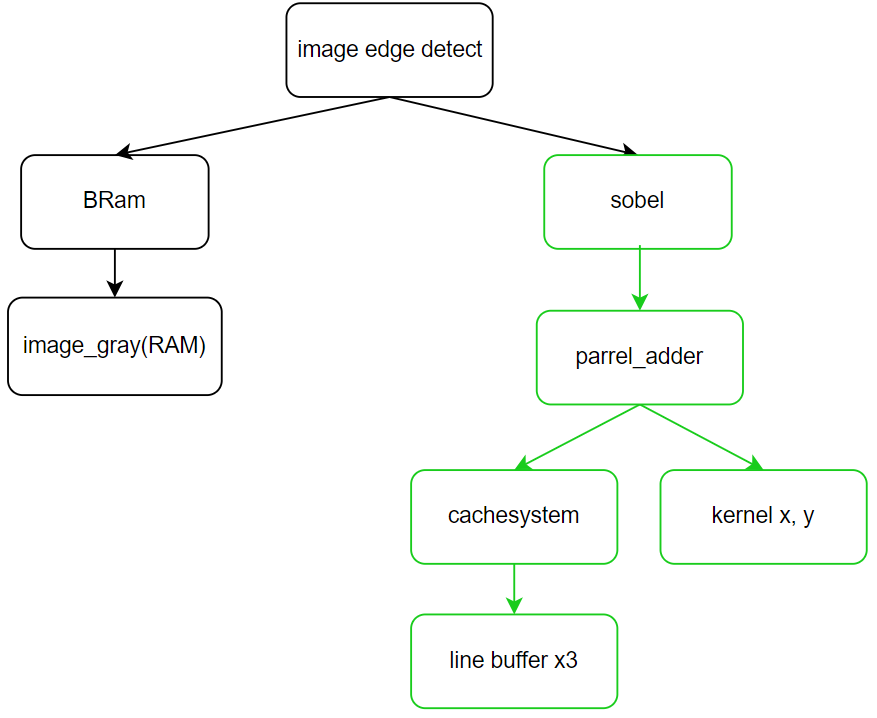 image edge detect
BRam
sobel
image_gray(RAM)
parrel_adder
cachesystem
kernel x, y
line buffer x3